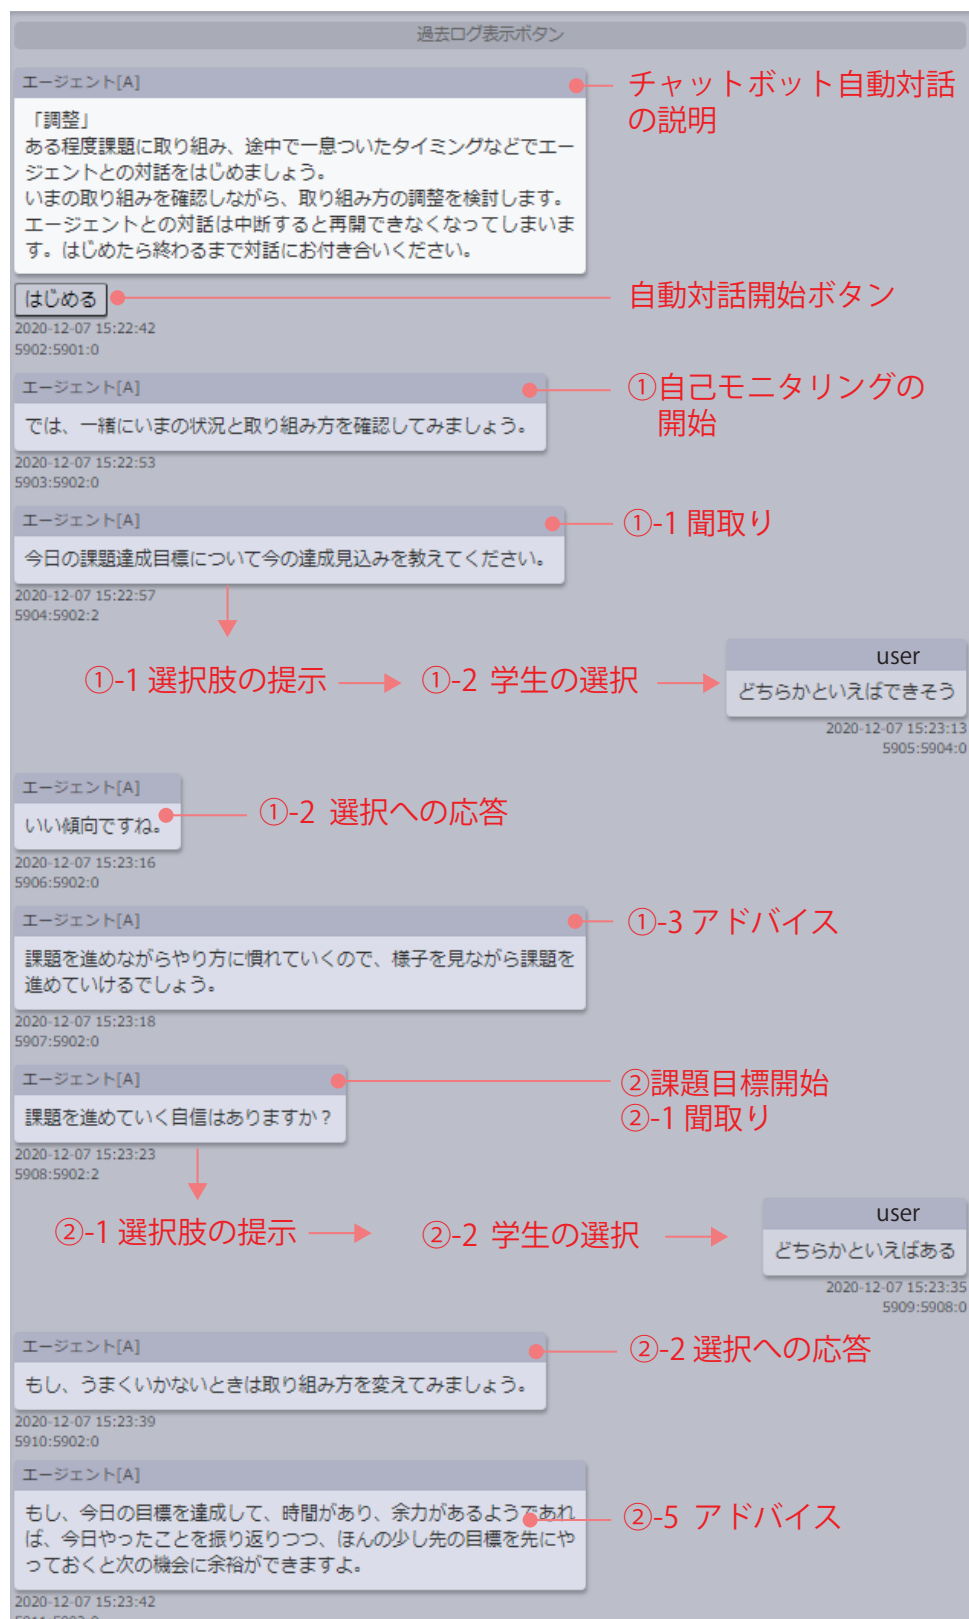 過去ログ表示ボタン
エージェント[A]
チャットボット自動対話
の説明
「調整」
ある程度課題に取り組み、途中で一息ついたタイミングなどでエー
ジェントとの対話をはじめましょう。
いまの取り組みを確認しながら、取り組み方の調整を検討します。
エージェントとの対話は中断すると再開できなくなってしまいま
す。はじめたら終わるまで対話にお付き合いください。
はじめる
自動対話開始ボタン
2020-12-07 15:22:42
5902:5901:0
エージェント[A]
①自己モニタリングの
開始
では、一緒にいまの状況と取り組み方を確認してみましょう。
2020-12-07 15:22:53
5903:5902:0
エージェント[A]
①-1 聞取り
今日の課題達成目標について今の達成見込みを教えてください。
2020-12-07 15:22:57
5904:5902:2
①-1 選択肢の提示
①-2 学生の選択
user
どちらかといえばできそう
2020-12-07 15:23:13
5905:5904:0
エージェント[A]
いい傾向ですね。
①-2 選択への応答
2020-12-07 15:23:16
5906:5902:0
エージェント[A]
①-3 アドバイス
課題を進めながらやり方に慣れていくので、様子を見ながら課題を
進めていけるでしょう。
2020-12-07 15:23:18
5907:5902:0
エージェント[A]
②課題目標開始
②-1 聞取り
課題を進めていく自信はありますか？
2020-12-07 15:23:23
5908:5902:2
②-1 選択肢の提示
②-2 学生の選択
user
どちらかといえばある
2020-12-07 15:23:35
5909:5908:0
エージェント[A]
②-2 選択への応答
もし、うまくいかないときは取り組み方を変えてみましょう。
2020-12-07 15:23:39
5910:5902:0
エージェント[A]
もし、今日の目標を達成して、時間があり、余力があるようであれ
ば、今日やったことを振り返りつつ、ほんの少し先の目標を先にや
っておくと次の機会に余裕ができますよ。
②-5 アドバイス
2020-12-07 15:23:42